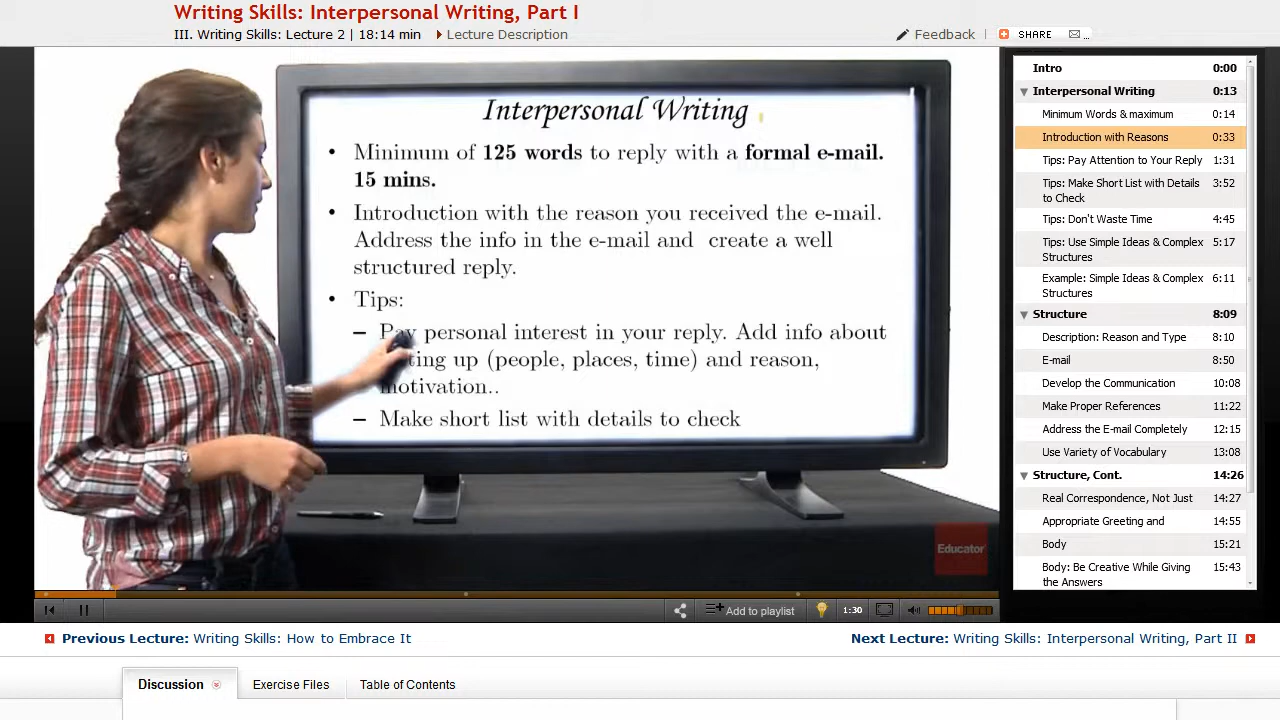 Writing Skills: Interpersonal Writing, Part I
III. Writing Skills: Lecture 2 | 18:14 min
Lecture Description
Feedback
SHARE
Interpersonal Writing
• Minimum of 125 words to reply with a formal e-mail.
15 mins.
• Introduction with the reason you received the e-mail.
Address the info in the e-mail and create a well
structured reply.
• Tips:
– Pay personal interest in your reply. Add info about
up (people, places, time) and reason,
motivation..
– Make short list with details to check
Educator
Intro 0:00
Interpersonal Writing 0:13
Minimum Words & maximum 0:14
Introduction with Reasons 0:33
Tips: Pay Attention to Your Reply 1:31
Tips: Make Short List with Details 3:52
to Check
Tips: Don't Waste Time 4:45
Tips: Use Simple Ideas & Complex 5:17
Structures
Example: Simple Ideas & Complex 6:11
Structures
Structure 8:09
Description: Reason and Type 8:10
E-mail 8:50
Develop the Communication 10:08
Make Proper References 11:22
Address the E-mail Completely 12:15
Use Variety of Vocabulary 13:08
Structure, Cont. 14:26
Real Correspondence, Not Just 14:27
Appropriate Greeting and 14:55
Body 15:21
Body: Be Creative While Giving 15:43
the Answers
Add to playlist
1:30
Previous Lecture: Writing Skills: How to Embrace It
Next Lecture: Writing Skills: Interpersonal Writing, Part II
Discussion
Exercise Files
Table of Contents